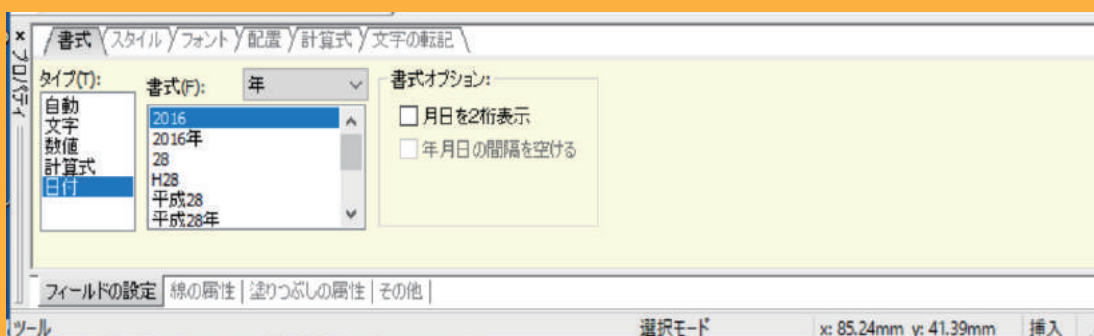 × プロパティ
書式 スタイル フォント 配置 計算式 文字の転記
タイプ(T):
自動
文字
数値
計算式
日付
書式(F): 年
2016
2016年
28
H28
平成28
平成28年
書式オプション:
月日を2桁表示
年月日の間隔を空ける
フィールドの設定 線の属性 塗りつぶしの属性 その他
ツール 選択モード x: 85.24mm y: 41.39mm 挿入